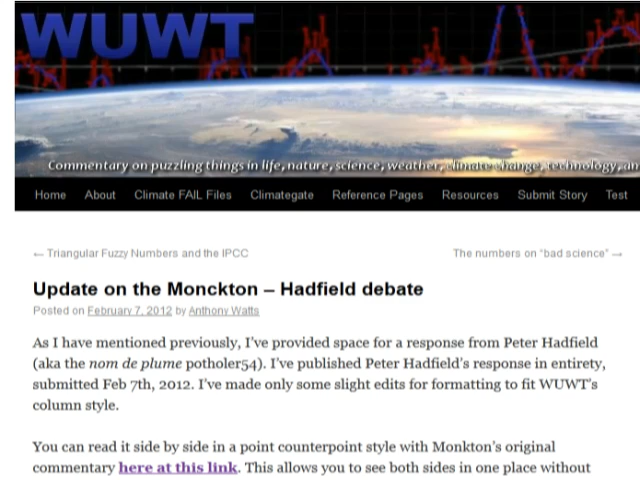 WUWT
Commentary on puzzling things in life, nature, science, weather, climate change, technology, an
Home About Climate FAIL Files Climategate Reference Pages Resources Submit Story Test
← Triangular Fuzzy Numbers and the IPCC The numbers on "bad science" →
Update on the Monckton – Hadfield debate
Posted on February 7, 2012 by Anthony Watts
As I have mentioned previously, I've provided space for a response from Peter Hadfield
(aka the nom de plume potholer54). I've published Peter Hadfield's response in entirety,
submitted Feb 7th, 2012. I've made only some slight edits for formatting to fit WUWT's
column style.
You can read it side by side in a point counterpoint style with Monkton's original
commentary here at this link. This allows you to see both sides in one place without